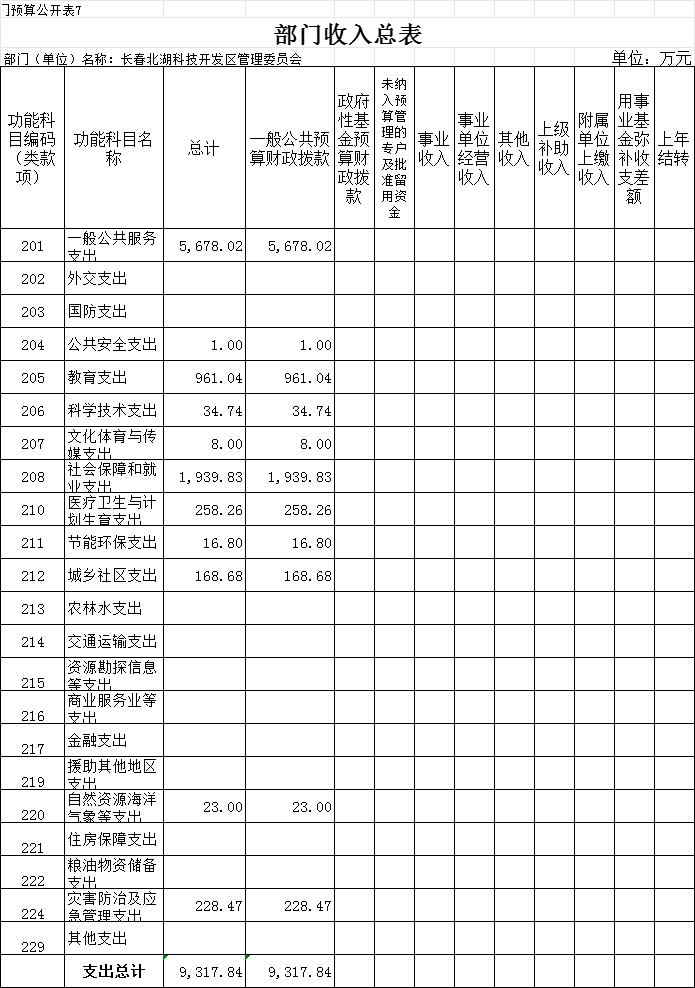 门预算公开表7
部门收入总表
部门（单位）名称：长春北湖科技开发区管理委员会 单位：万元
功能科目编码（类款项） 功能科目名称 总计 一般公共预算财政拨款 政府性基金预算财政拨款 未纳入预算管理的专户及批准留用资金 事业收入 事业单位经营收入 其他收入 上级补助收入 附属单位上缴收入 用事业基金弥补收支差额 上年结转
201 一般公共服务支出 5,678.02 5,678.02
202 外交支出
203 国防支出
204 公共安全支出 1.00 1.00
205 教育支出 961.04 961.04
206 科学技术支出 34.74 34.74
207 文化体育与传媒支出 8.00 8.00
208 社会保障和就业支出 1,939.83 1,939.83
210 医疗卫生与计划生育支出 258.26 258.26
211 节能环保支出 16.80 16.80
212 城乡社区支出 168.68 168.68
213 农林水支出
214 交通运输支出
215 资源勘探信息等支出
216 商业服务业等支出
217 金融支出
219 援助其他地区支出
220 自然资源海洋气象等支出 23.00 23.00
221 住房保障支出
222 粮油物资储备支出
224 灾害防治及应急管理支出 228.47 228.47
229 其他支出
支出总计 9,317.84 9,317.84